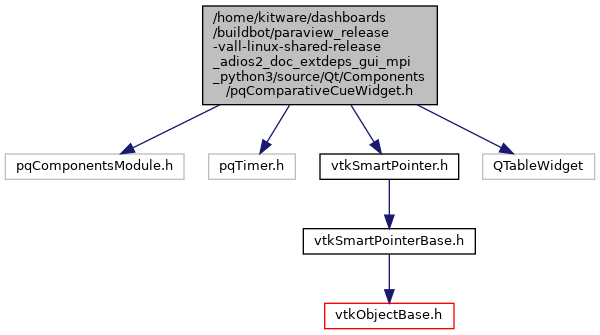 /home/kitware/dashboards
/buildbot/paraview_release
-vall-linux-shared-release
_adios2_doc_extdeps_gui_mpi
_python3/source/Qt/Components
/pqComparativeCueWidget.h
pqComponentsModule.h
pqTimer.h
vtkSmartPointer.h
QTableWidget
vtkSmartPointerBase.h
vtkObjectBase.h